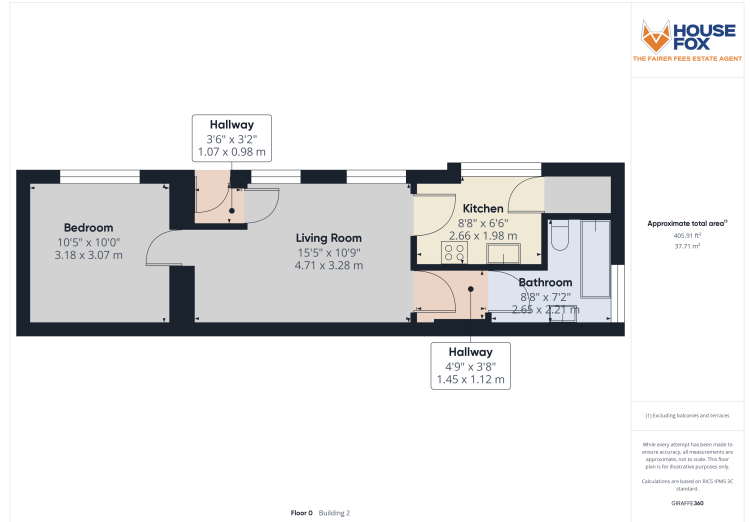 HOUSE
FOX
THE FAIRER FEES ESTATE AGENT
Hallway
3'6" x 3'2"
1.07 x 0.98 m
Bedroom
10'5" x 10'0"
3.18 x 3.07 m
Living Room
15'5" x 10'9"
4.71 x 3.28 m
Kitchen
8'8" x 6'6"
2.66 x 1.98 m
Bathroom
8'8" x 7'2"
2.65 x 2.21 m
Hallway
4'9" x 3'8"
1.45 x 1.12 m
Floor 0 Building 2
Approximate total area⁽¹⁾
405.91 ft²
37.71 m²
(1) Excluding balconies and terraces
While every attempt has been made to
ensure accuracy, all measurements are
approximate, not to scale. This floor
plan is for illustrative purposes only.
Calculations are based on RICS IPMS 3C
standard.
GIRAFFE360